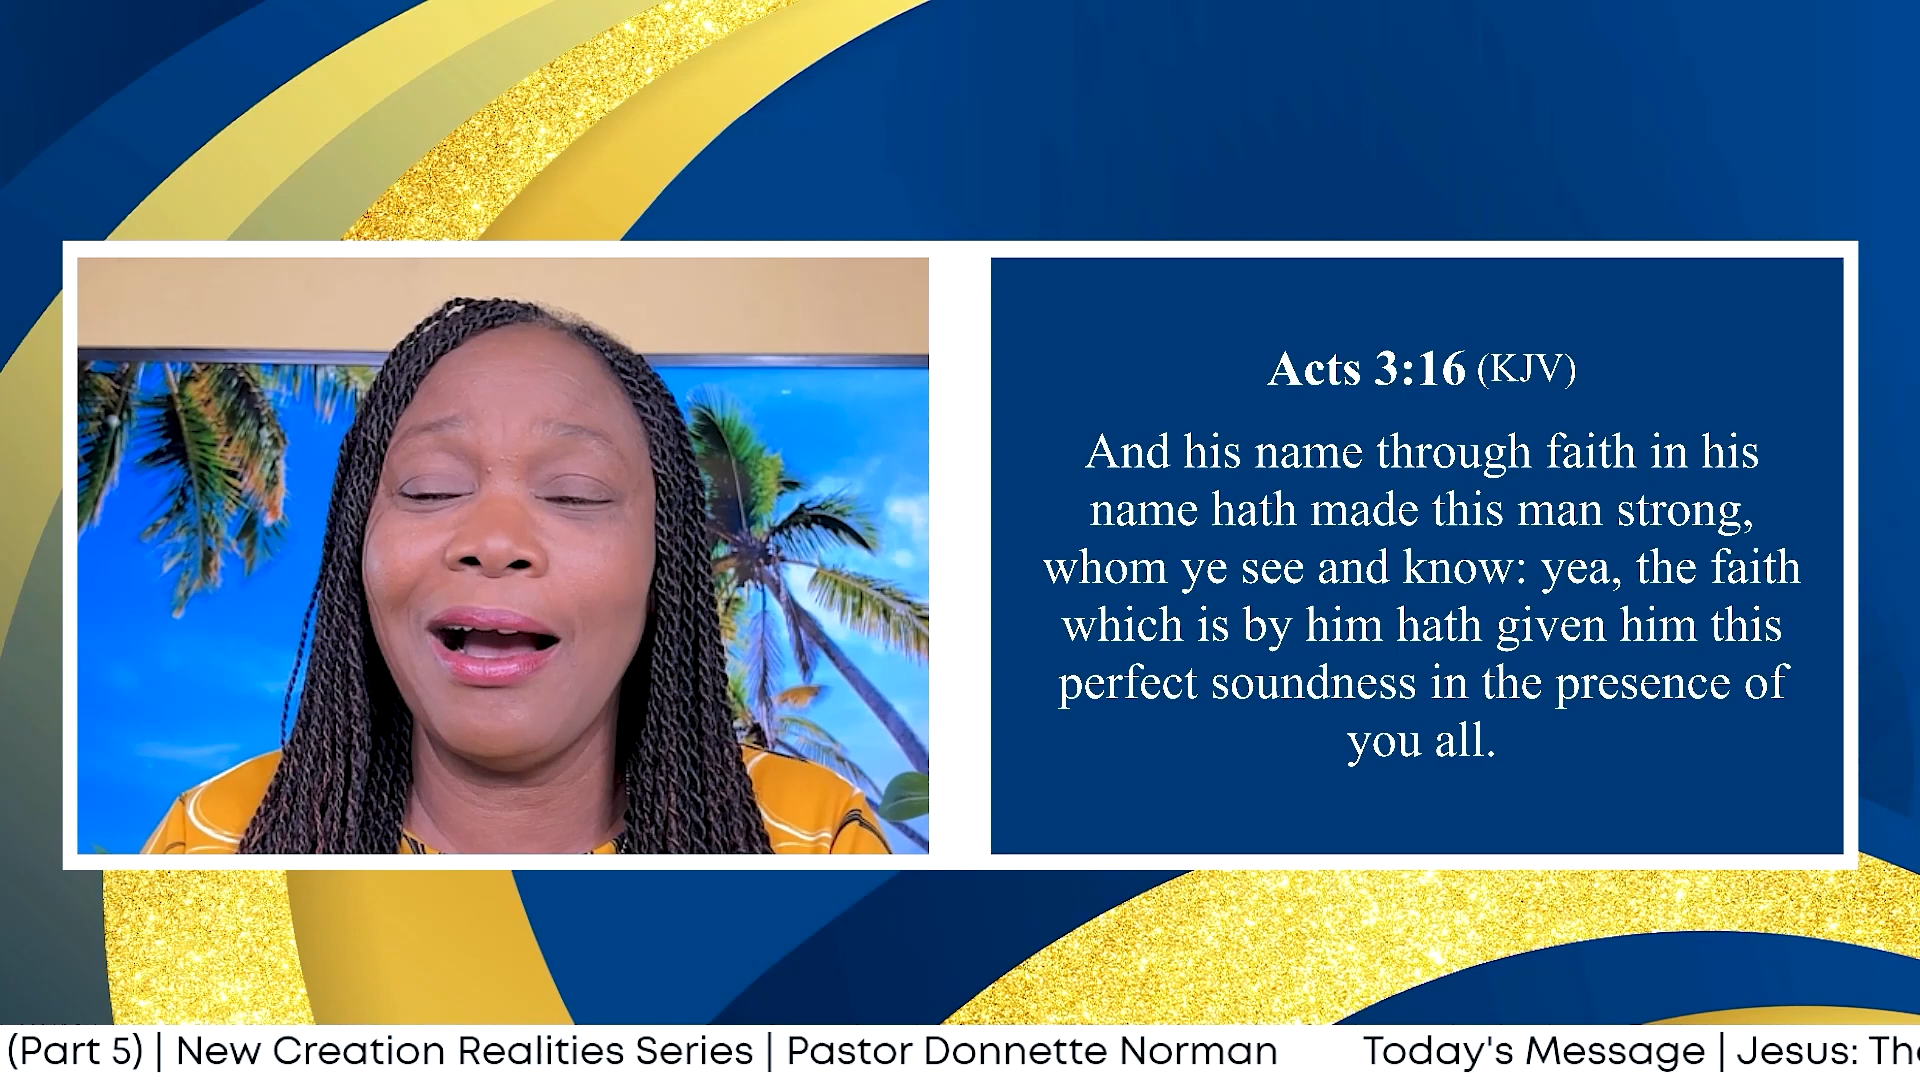 Acts 3:16 (KJV)
And his name through faith in his
name hath made this man strong,
whom ye see and know: yea, the faith
which is by him hath given him this
perfect soundness in the presence of
you all.
(Part 5) | New Creation Realities Series | Pastor Donnette Norman Today's Message | Jesus: